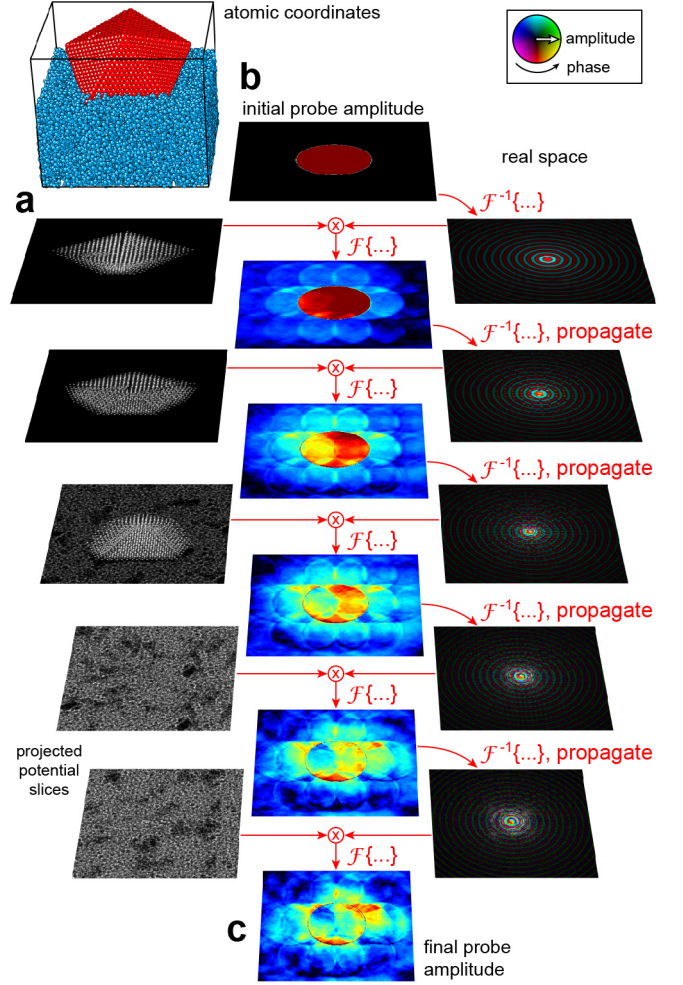 atomic coordinates
amplitude
phase
b
initial probe amplitude
real space
a
ℱ⁻¹{...}
x
ℱ{...}
ℱ⁻¹{...}, propagate
x
ℱ{...}
ℱ⁻¹{...}, propagate
x
ℱ{...}
ℱ⁻¹{...}, propagate
x
ℱ{...}
projected
potential
slices
ℱ⁻¹{...}, propagate
x
ℱ{...}
c
final probe
amplitude